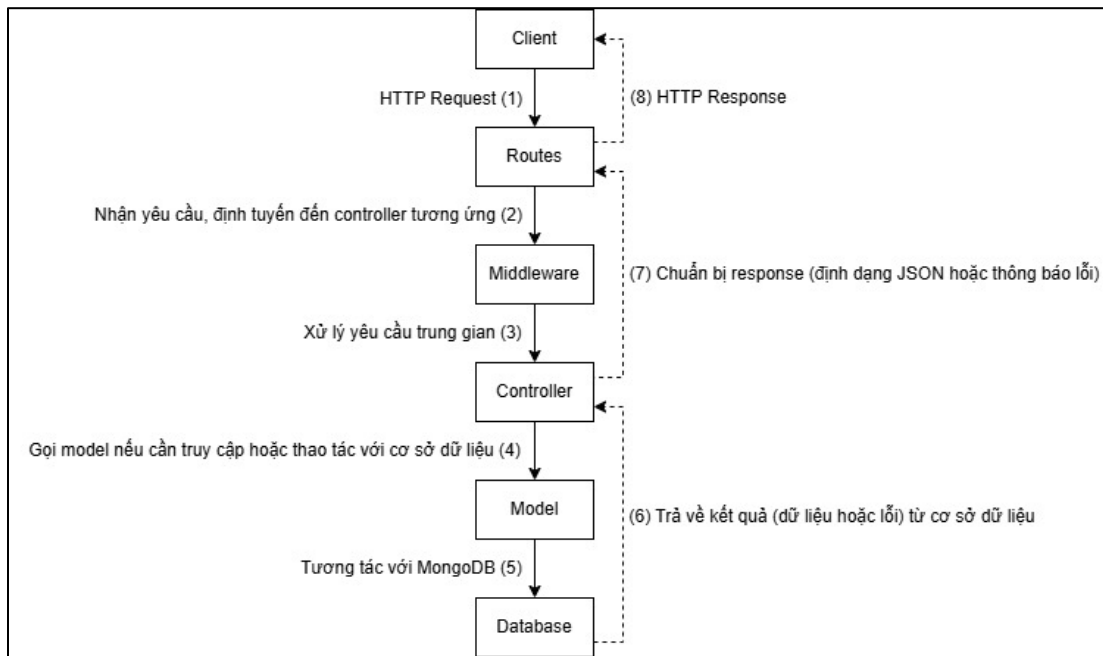 Client
HTTP Request (1)
(8) HTTP Response
Routes
Nhận yêu cầu, định tuyến đến controller tương ứng (2)
Middleware
(7) Chuẩn bị response (định dạng JSON hoặc thông báo lỗi)
Xử lý yêu cầu trung gian (3)
Controller
Gọi model nếu cần truy cập hoặc thao tác với cơ sở dữ liệu (4)
Model
(6) Trả về kết quả (dữ liệu hoặc lỗi) từ cơ sở dữ liệu
Tương tác với MongoDB (5)
Database